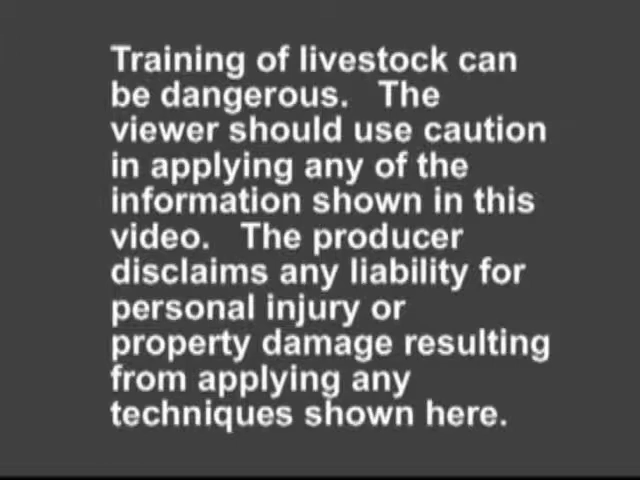 Training of livestock can
be dangerous.   The
viewer should use caution
in applying any of the
information shown in this
video.   The producer
disclaims any liability for
personal injury or
property damage resulting
from applying any
techniques shown here.